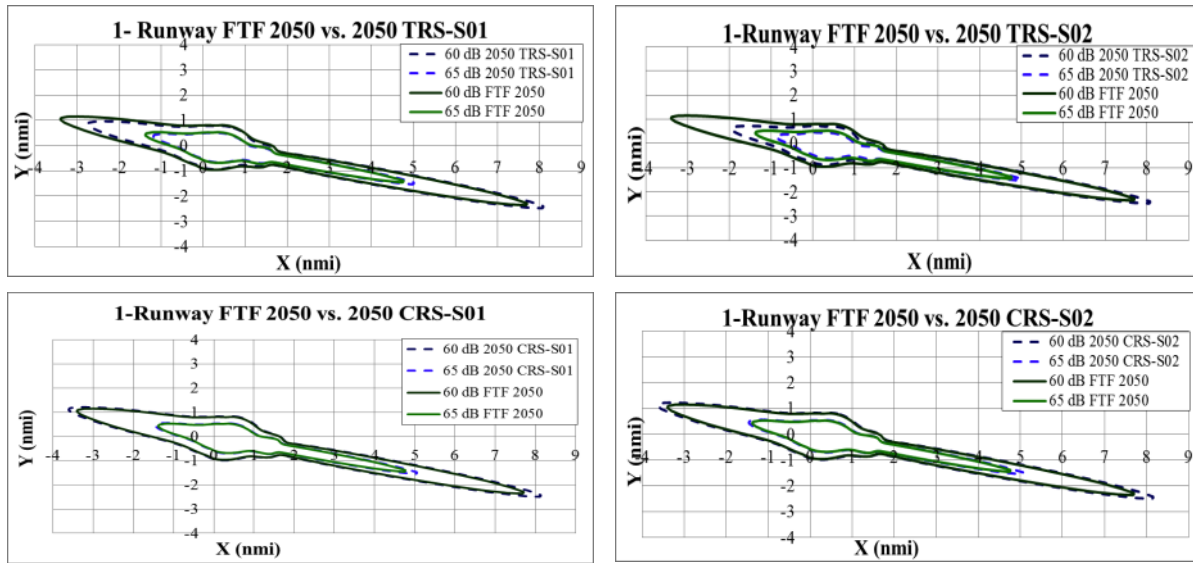 1- Runway FTF 2050 vs. 2050 TRS-S01
60 dB 2050 TRS-S01
65 dB 2050 TRS-S01
60 dB FTF 2050
65 dB FTF 2050
4
3
2
1
0
-1
-2
-3
-4
-4 -3 -2 -1 0 1 2 3 4 5 6 7 8 9
Y (nmi)
X (nmi)
1-Runway FTF 2050 vs. 2050 TRS-S02
60 dB 2050 TRS-S02
65 dB 2050 TRS-S02
60 dB FTF 2050
65 dB FTF 2050
4
3
2
1
0
-1
-2
-3
-4
-4 -3 -2 -1 0 1 2 3 4 5 6 7 8 9
Y (nmi)
X (nmi)
1-Runway FTF 2050 vs. 2050 CRS-S01
60 dB 2050 CRS-S01
65 dB 2050 CRS-S01
60 dB FTF 2050
65 dB FTF 2050
4
3
2
1
0
-1
-2
-3
-4
-4 -3 -2 -1 0 1 2 3 4 5 6 7 8 9
Y (nmi)
X (nmi)
1-Runway FTF 2050 vs. 2050 CRS-S02
60 dB 2050 CRS-S02
65 dB 2050 CRS-S02
60 dB FTF 2050
65 dB FTF 2050
4
3
2
1
0
-1
-2
-3
-4
-4 -3 -2 -1 0 1 2 3 4 5 6 7 8 9
Y (nmi)
X (nmi)